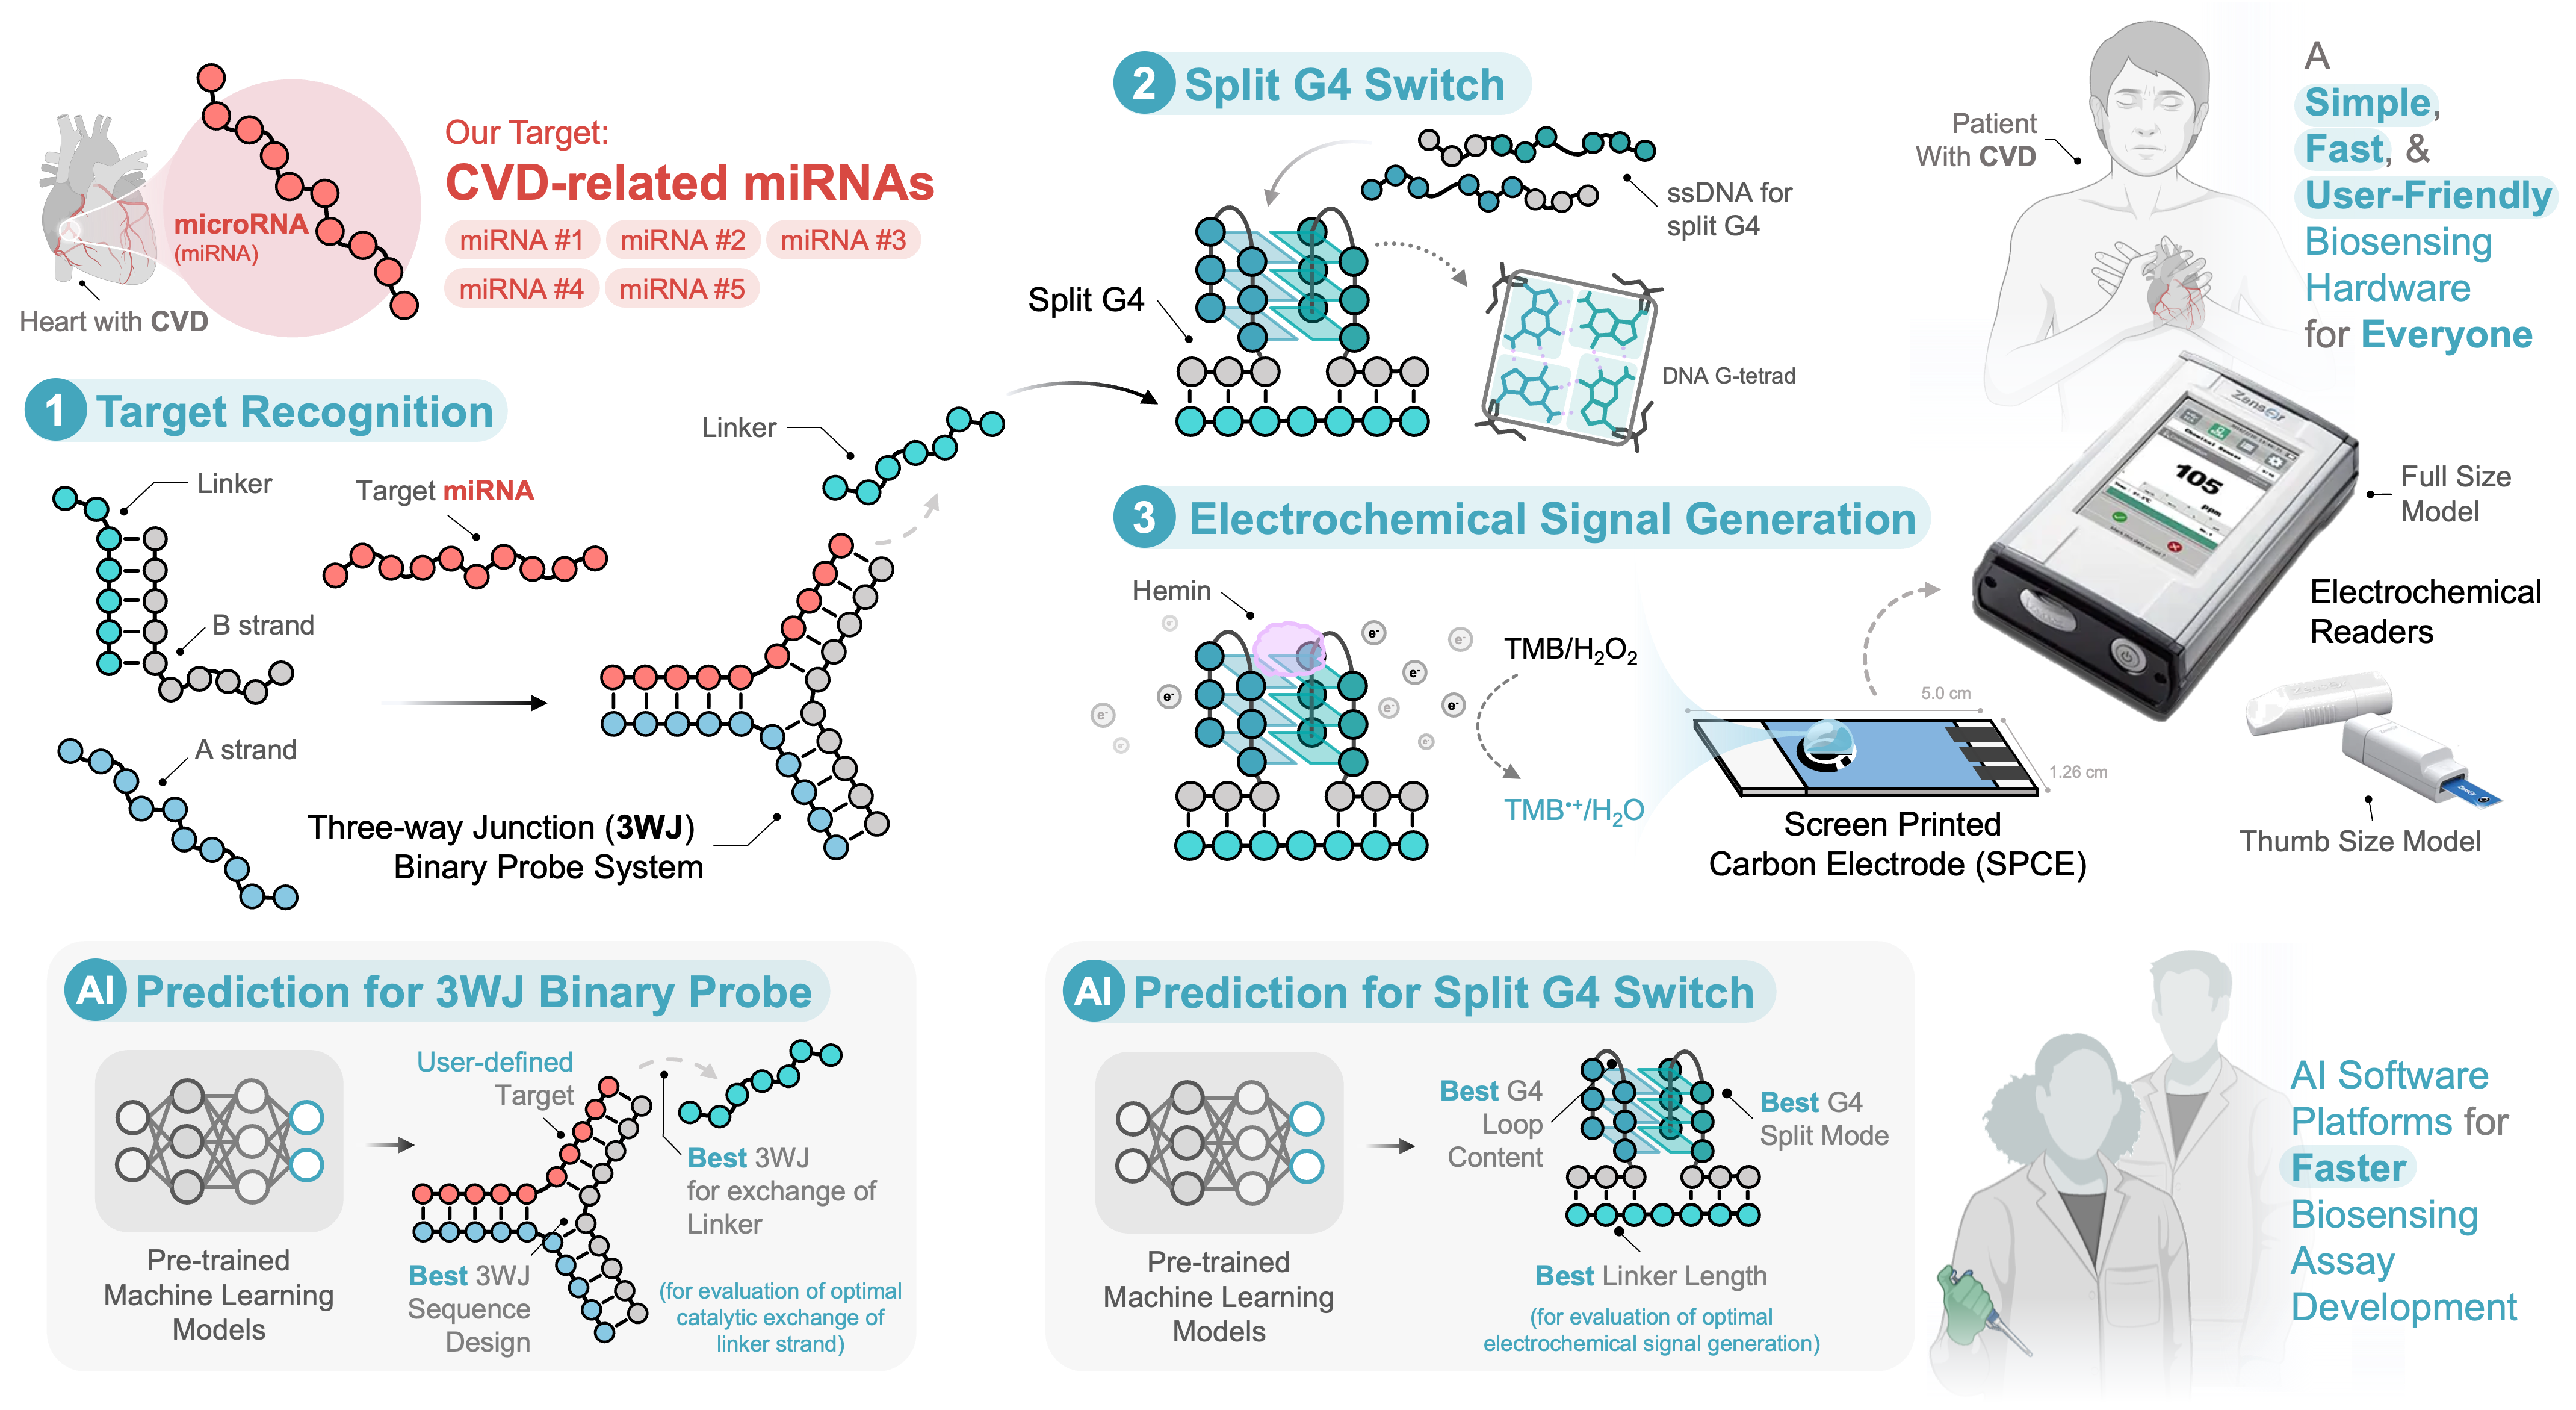 microRNA
(miRNA)
Heart with CVD
Our Target:
CVD-related miRNAs
miRNA #1
miRNA #2
miRNA #3
miRNA #4
miRNA #5
1 Target Recognition
Linker
Target miRNA
B strand
A strand
Linker
Three-way Junction (3WJ)
Binary Probe System
2 Split G4 Switch
ssDNA for
split G4
Split G4
DNA G-tetrad
3 Electrochemical Signal Generation
Hemin
e-
e-
e-
e-
e-
e-
e-
e-
e-
e-
TMB/H₂O₂
TMB•+/H₂O
5.0 cm
1.26 cm
Screen Printed
Carbon Electrode (SPCE)
Patient
With CVD
A
Simple,
Fast, &
User-Friendly
Biosensing
Hardware
for Everyone
Zensor
105
ppm
Full Size
Model
Electrochemical
Readers
Thumb Size Model
AI Prediction for 3WJ Binary Probe
Pre-trained
Machine Learning
Models
User-defined
Target
Best 3WJ
for exchange of
Linker
Best 3WJ
Sequence
Design
(for evaluation of optimal
catalytic exchange of
linker strand)
AI Prediction for Split G4 Switch
Pre-trained
Machine Learning
Models
Best G4
Loop
Content
Best G4
Split Mode
Best Linker Length
(for evaluation of optimal
electrochemical signal generation)
AI Software
Platforms for
Faster
Biosensing
Assay
Development